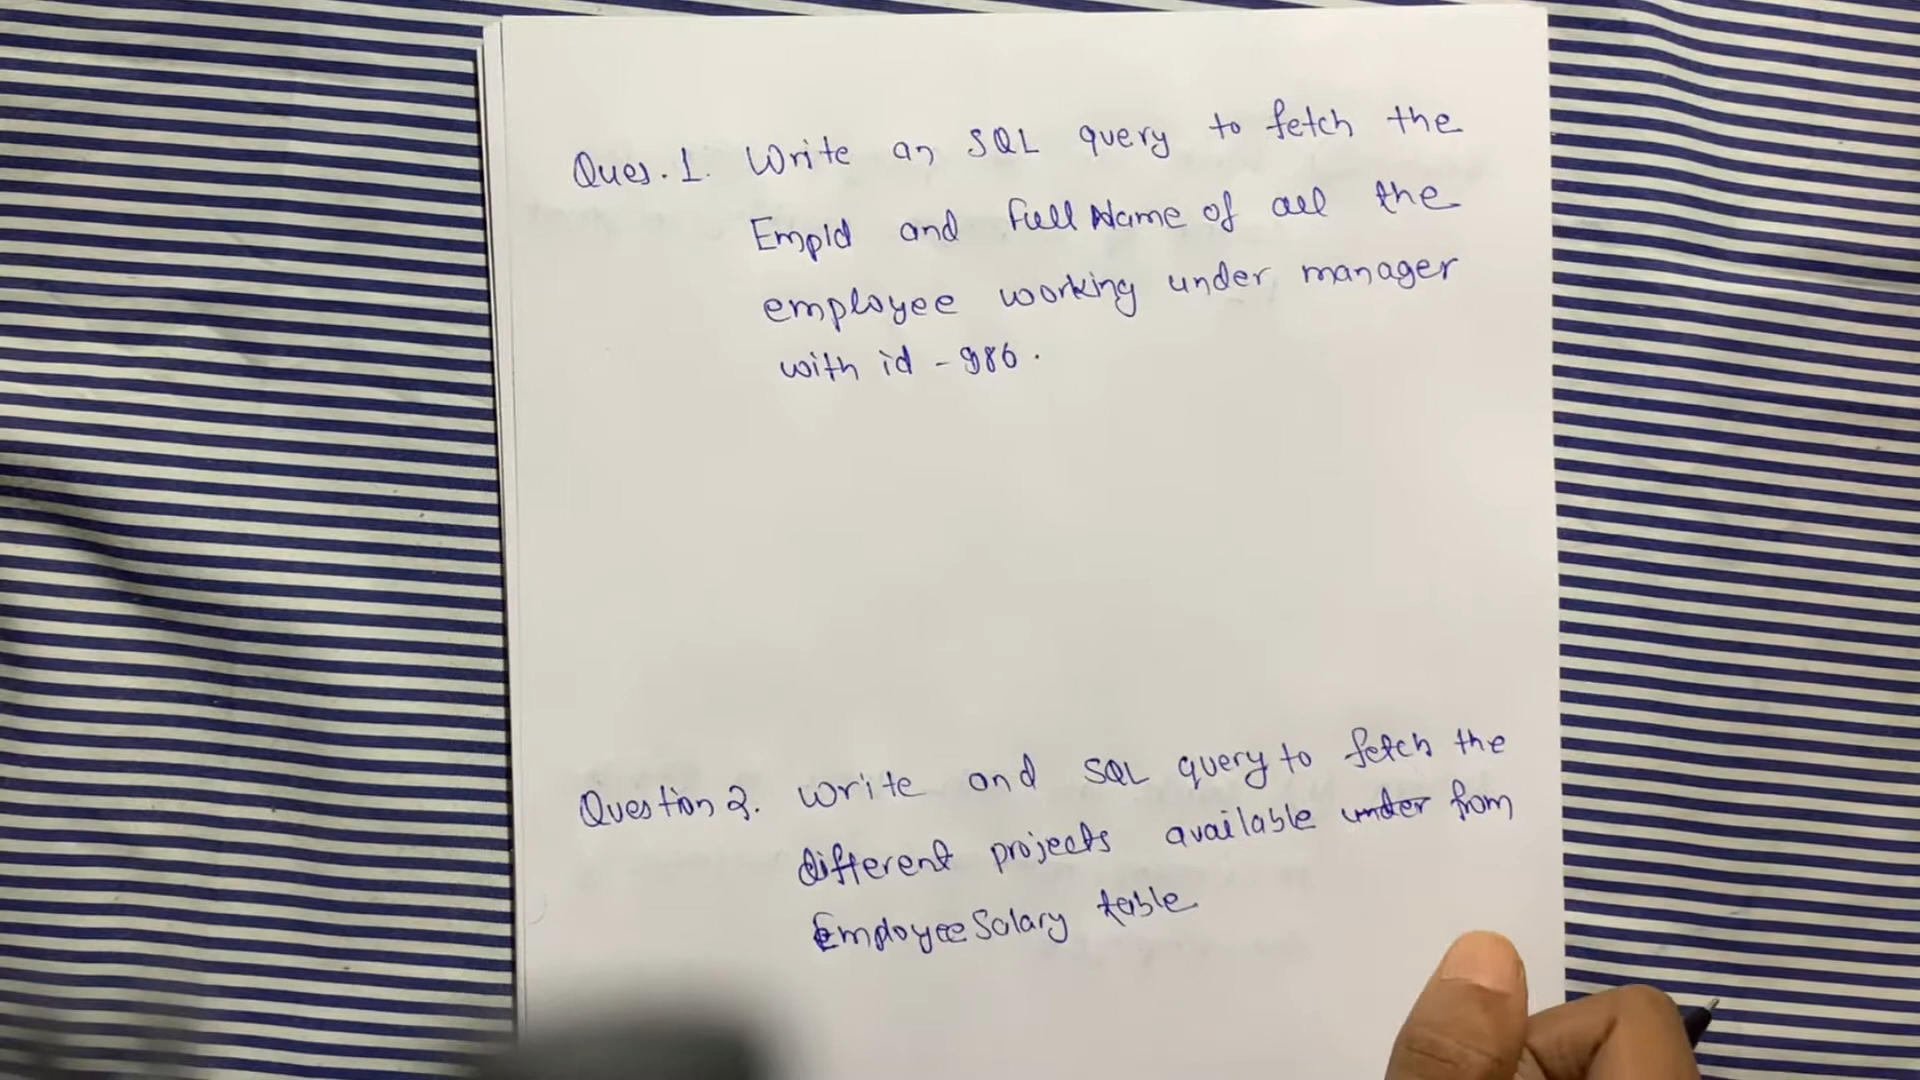 Ques. 1. Write an SQL query to fetch the
EmpId and Full Name of all the
employee working under manager
with id - 986.
Question 2. Write and SQL query to fetch the
different projects available under from
EmployeeSalary table